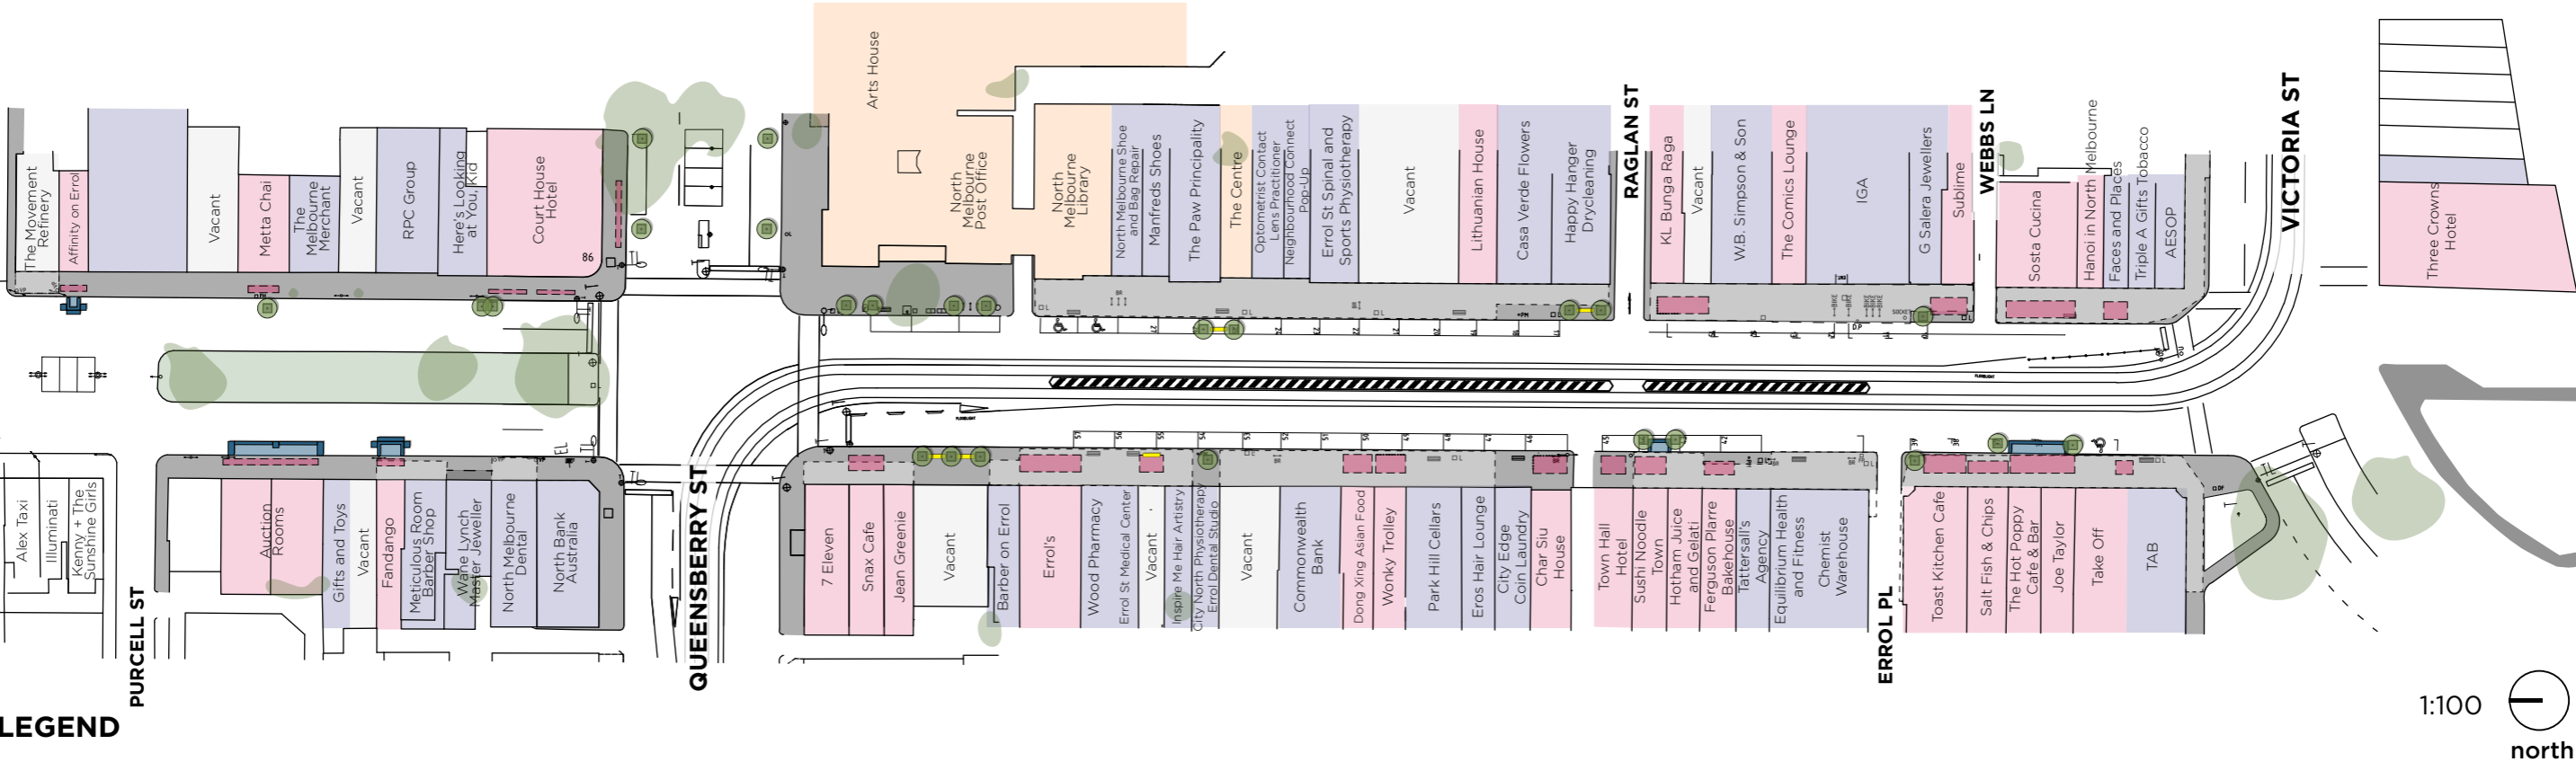 The Movement
Refinery
Affinity on Errol
Vacant
Metta Chai
The
Melbourne
Merchant
Vacant
RPC Group
Here's Looking
at You, Kid
Court House
Hotel
86
Arts House
North
Melbourne
Post Office
North
Melbourne
Library
North Melbourne Shoe
and Bag Repair
Manfreds Shoes
The Paw Principality
The Centre
Optometrist Contact
Lens Practitioner
Neighbourhood Connect
Pop-Up
Errol St Spinal and
Sports Physiotherapy
Vacant
Lithuanian House
Casa Verde Flowers
Happy Hanger
Drycleaning
RAGLAN ST
KL Bunga Raga
Vacant
W.B. Simpson & Son
The Comics Lounge
IGA
G Salera Jewellers
Sublime
WEBBS LN
Sosta Cucina
Hanoi in North Melbourne
Faces and Places
Triple A Gifts Tobacco
AESOP
VICTORIA ST
Three Crowns
Hotel
Alex Taxi
Illuminati
Kenny + The
Sunshine Girls
PURCELL ST
Auction
Rooms
Gifts and Toys
Vacant
Fandango
Meticulous Room
Barber Shop
Wane Lynch
Master Jeweller
North Melbourne
Dental
North Bank
Australia
QUEENSBERRY ST
7 Eleven
Snax Cafe
Jean Greenie
Vacant
Barber on Errol
Errol's
Wood Pharmacy
Errol St Medical Center
Vacant
Inspire Me Hair Artistry
City North Physiotherapy
Errol Dental Studio
Vacant
Commonwealth
Bank
Dong Xing Asian Food
Wonky Trolley
Park Hill Cellars
Eros Hair Lounge
City Edge
Coin Laundry
Char Siu
House
Town Hall
Hotel
Sushi Noodle
Town
Hotham Juice
and Gelati
Ferguson Plarre
Bakehouse
Tattersall's
Agency
Equilibrium Health
and Fitness
Chemist
Warehouse
ERROL PL
Toast Kitchen Cafe
Salt Fish & Chips
The Hot Poppy
Cafe & Bar
Joe Taylor
Take Off
TAB
LEGEND
1:100
north